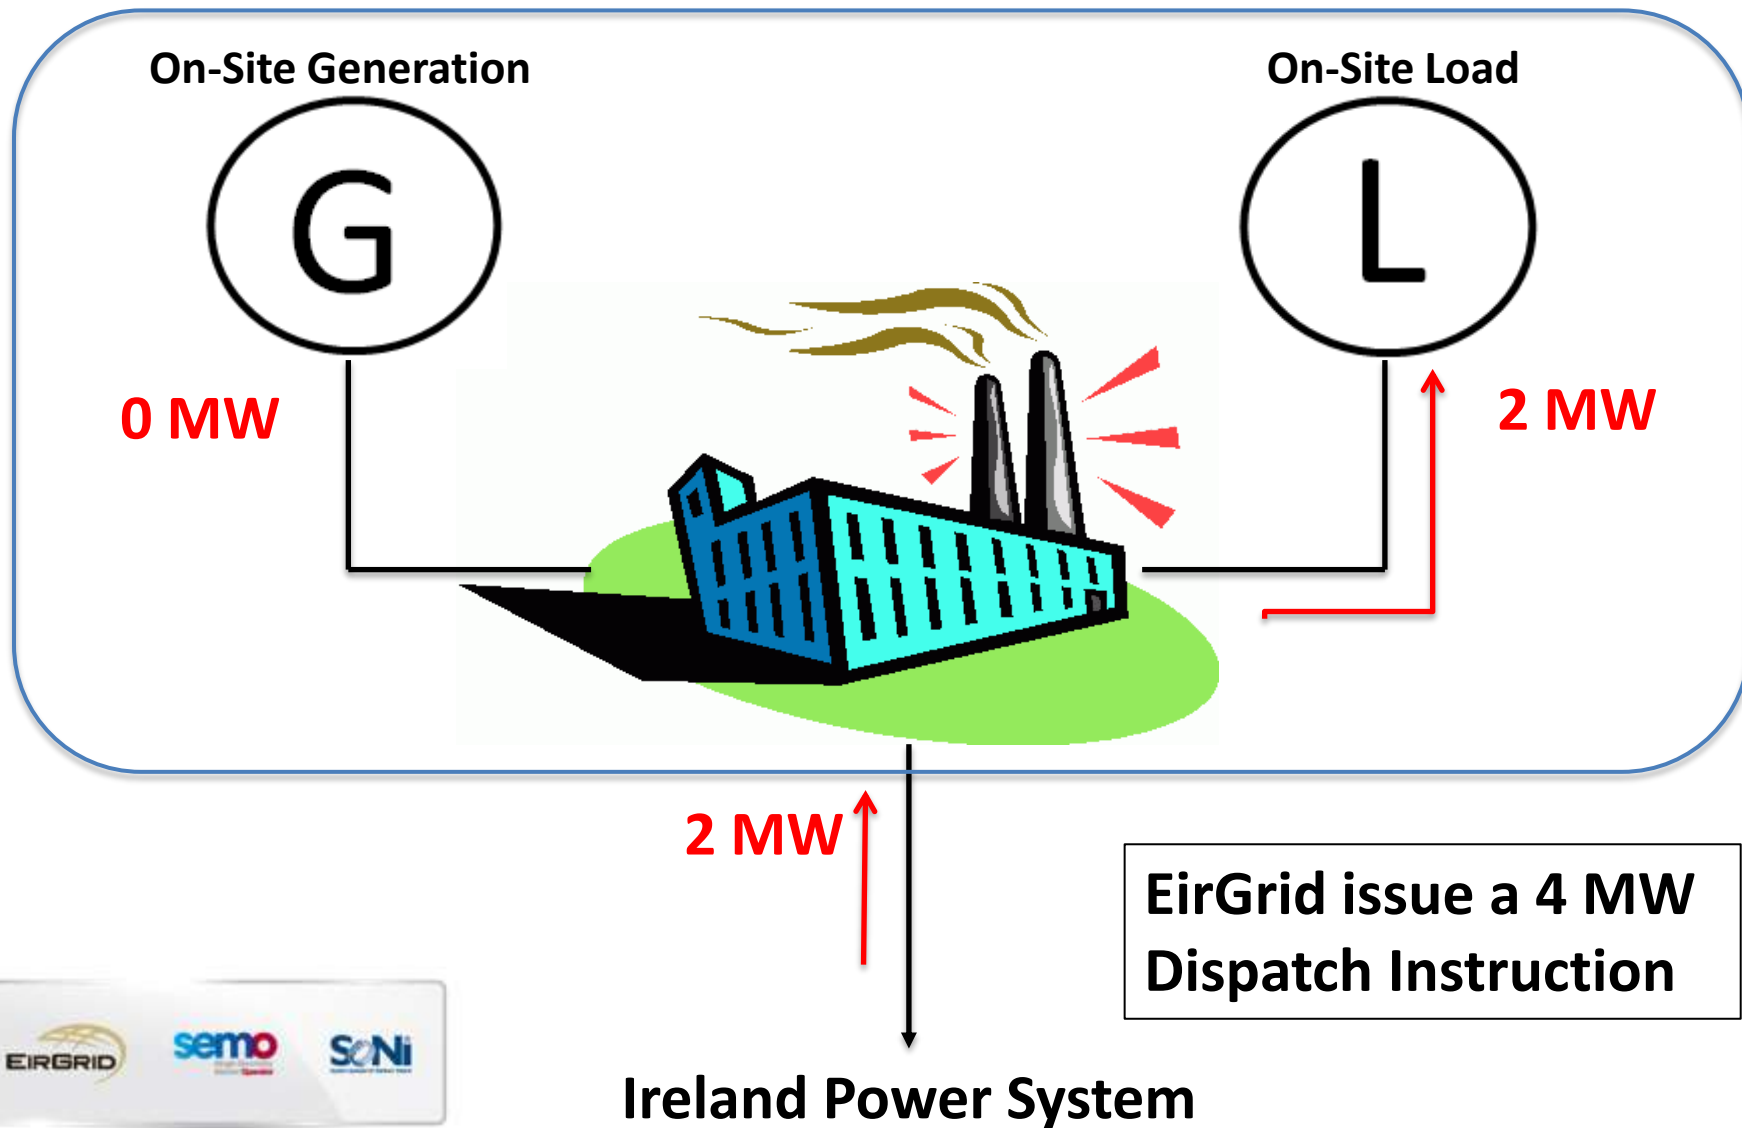 On-Site Generation
On-Site Load
G
L
0 MW
2 MW
2 MW
EirGrid issue a 4 MW
Dispatch Instruction
EIRGRID
semo
SONI
Ireland Power System